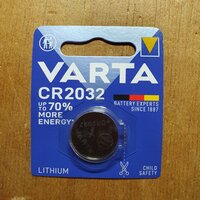 VARTA
CR2032
UP TO 70%
MORE
ENERGY*
BATTERY EXPERTS
SINCE 1887
LITHIUM
CHILD
SAFETY